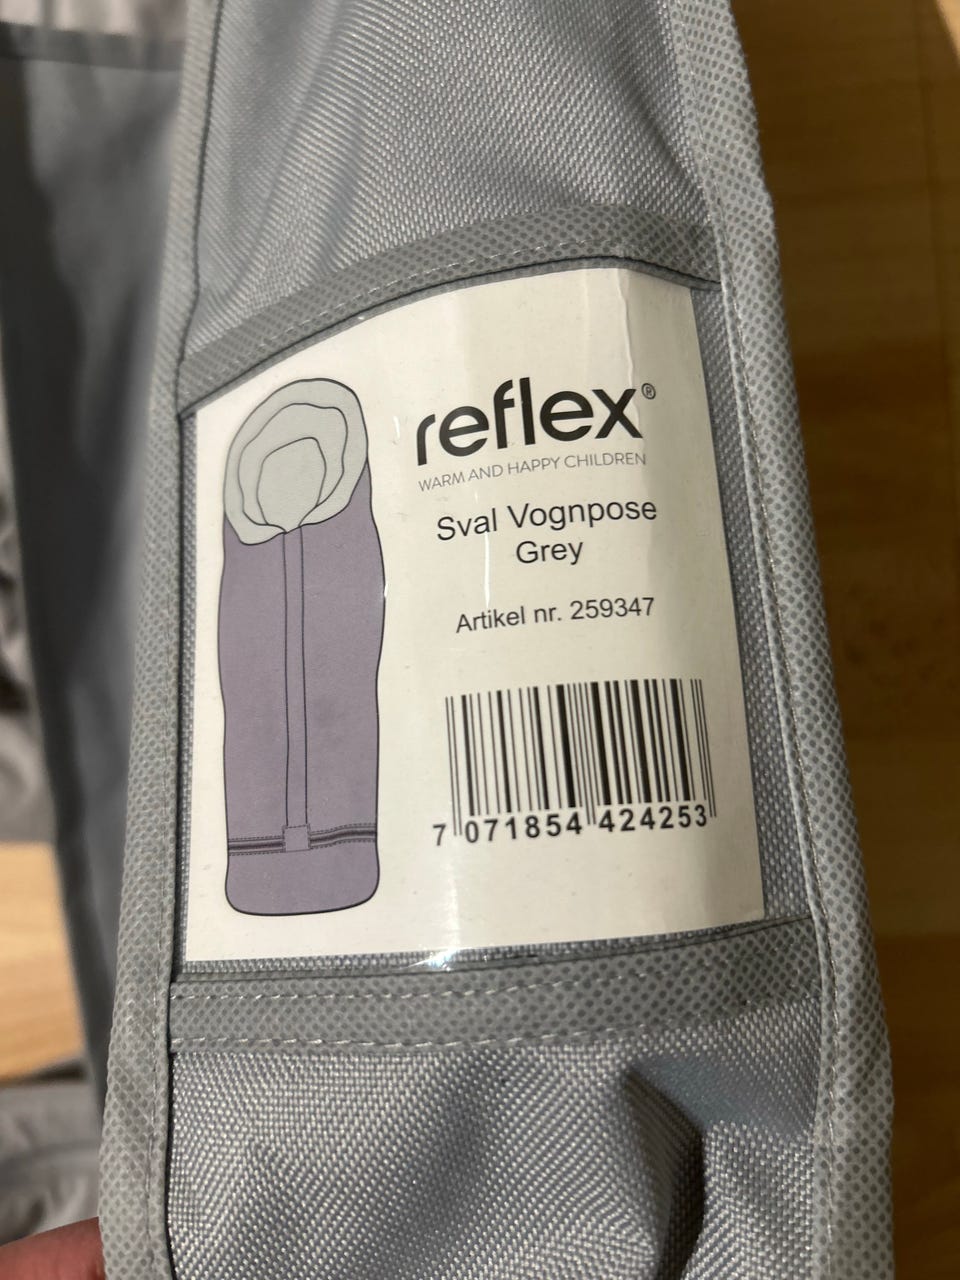 reflex®
WARM AND HAPPY CHILDREN
Sval Vognpose
Grey
Artikel nr. 259347
7 071854 424253